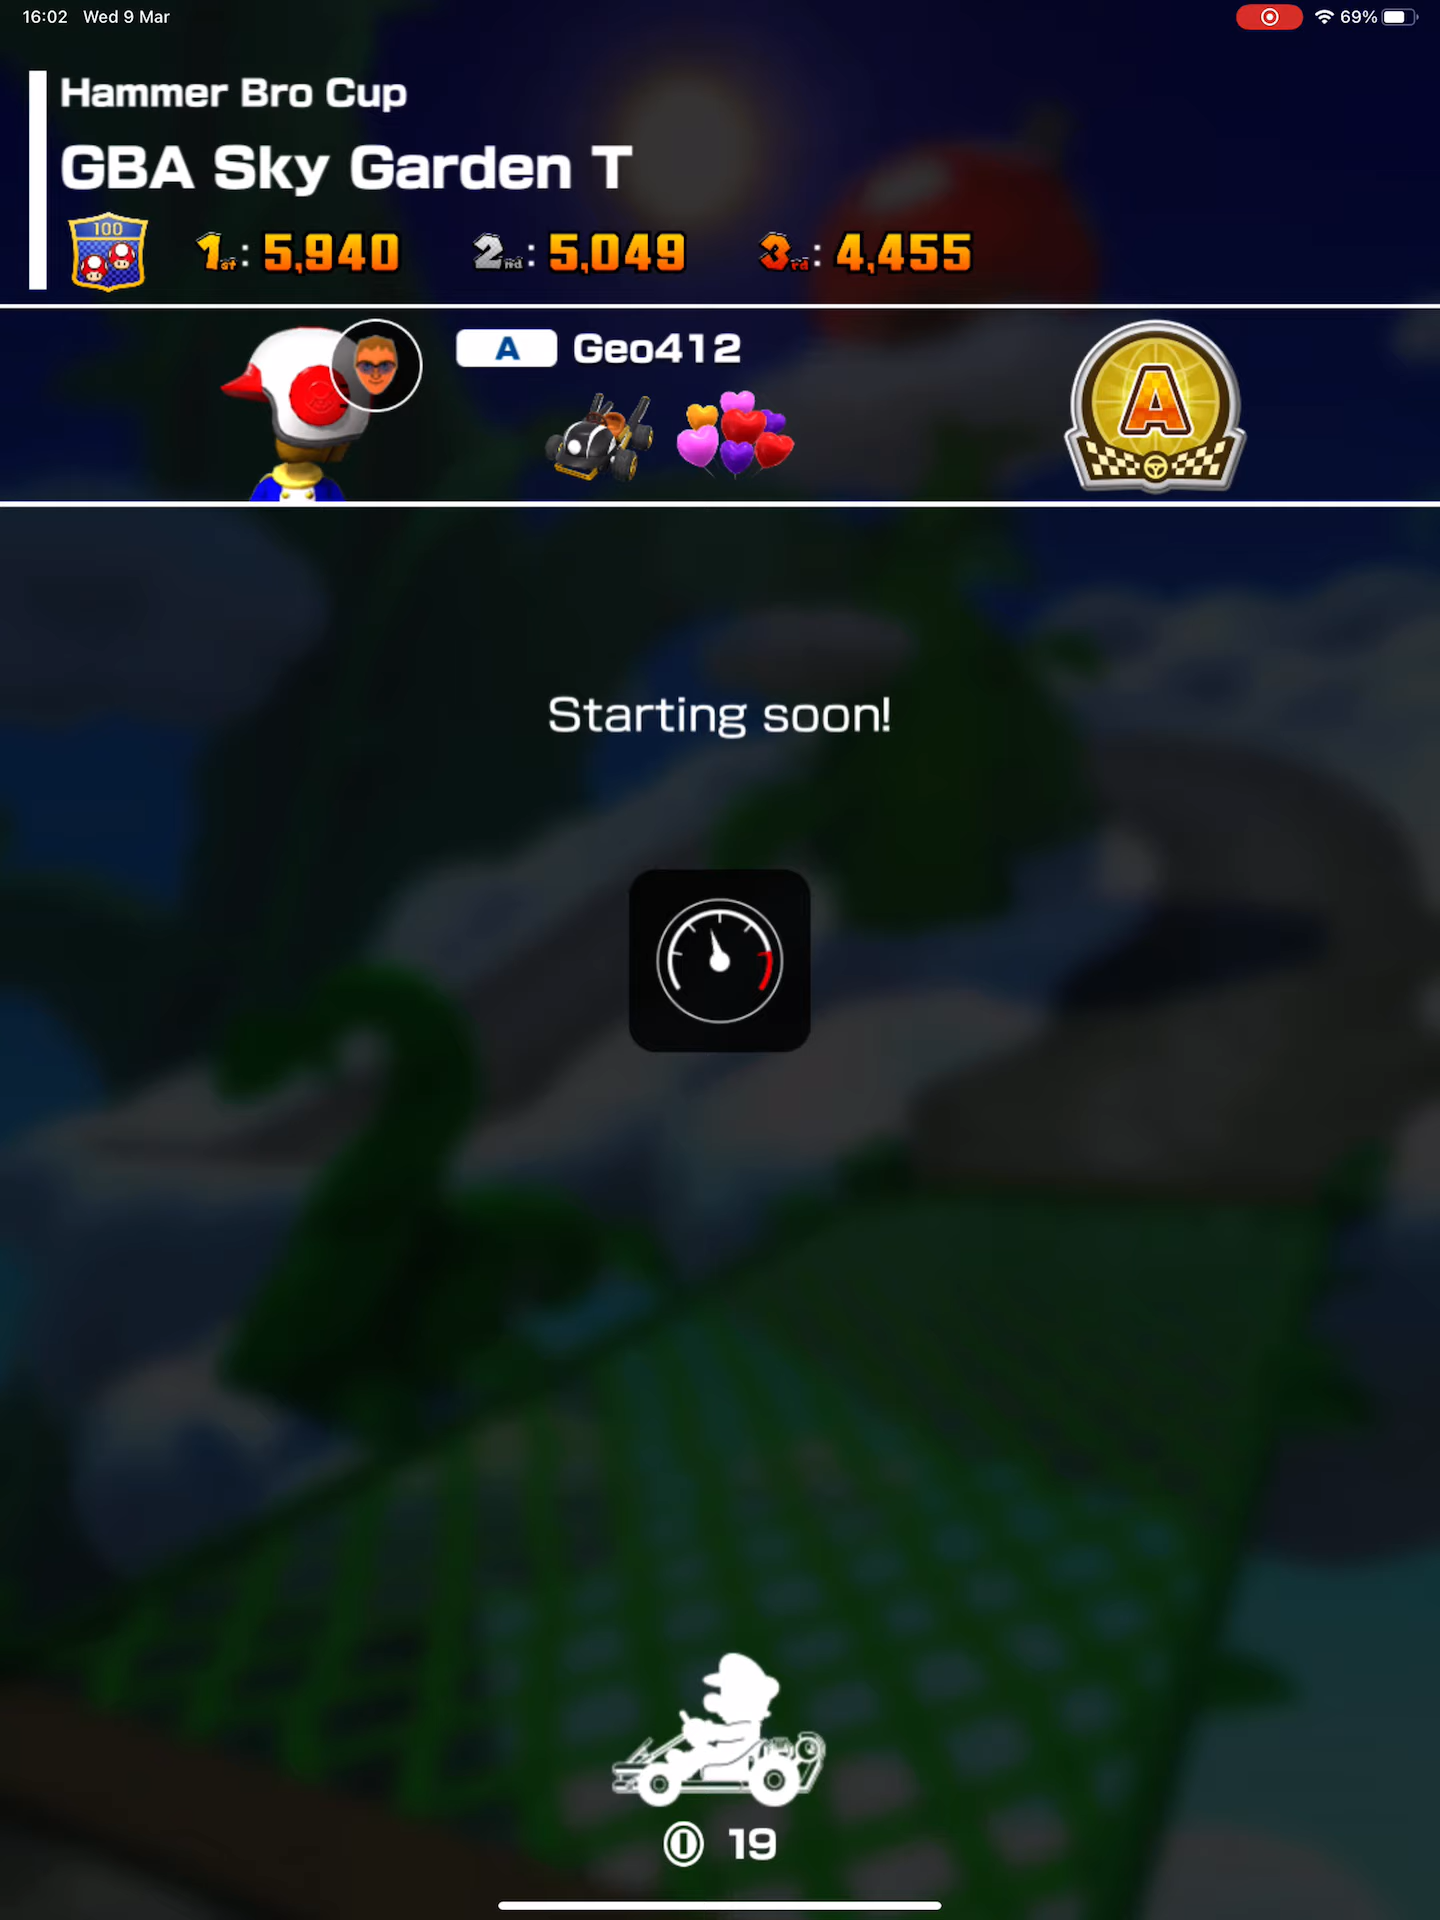 16:02 Wed 9 Mar
69%
Hammer Bro Cup
GBA Sky Garden T
100
1st: 5,940 2nd: 5,049 3rd: 4,455
A Geo412
A
Starting soon!
19